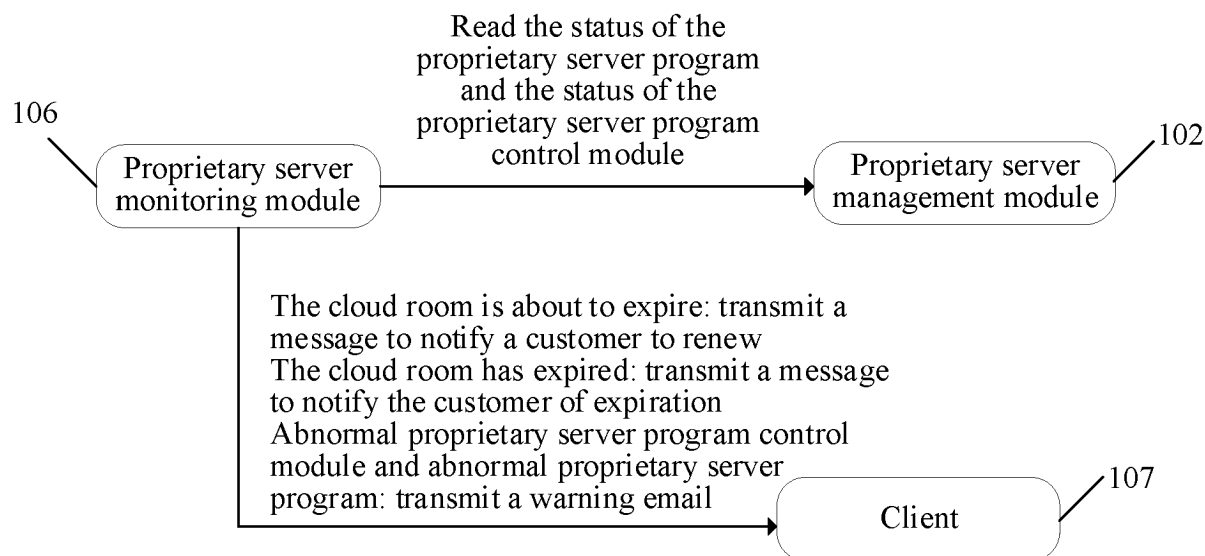 Read the status of the
proprietary server program
and the status of the
proprietary server program
control module
106
102
Proprietary server
monitoring module
Proprietary server
management module
The cloud room is about to expire: transmit a
message to notify a customer to renew
The cloud room has expired: transmit a message
to notify the customer of expiration
Abnormal proprietary server program control
module and abnormal proprietary server
program: transmit a warning email
107
Client